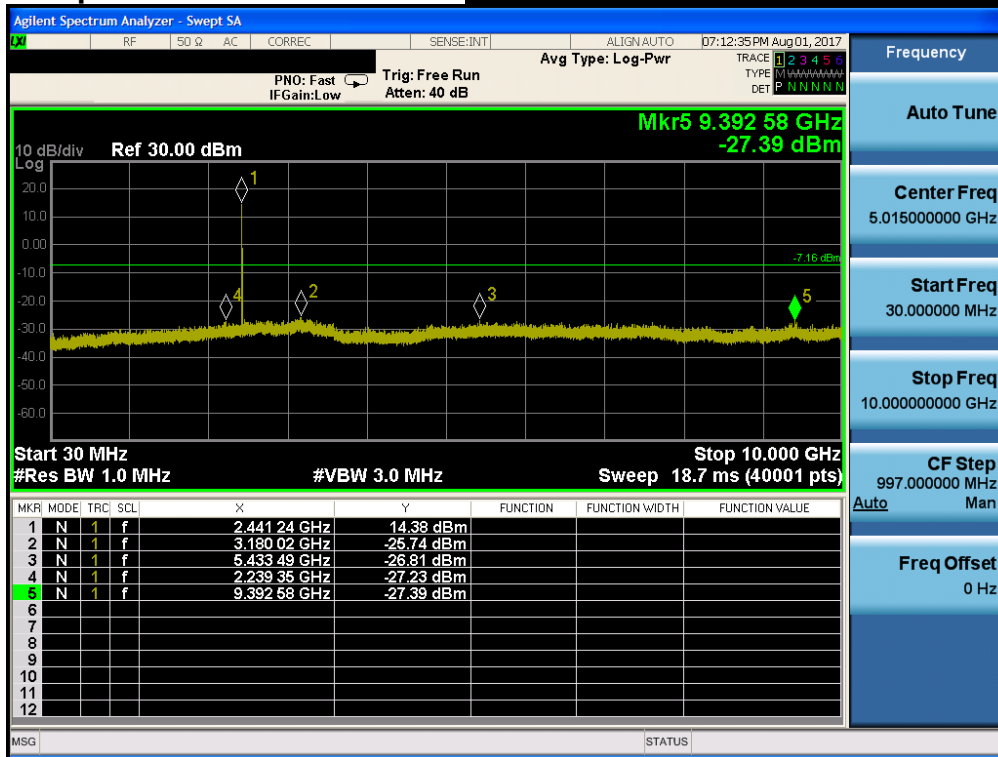 Agilent Spectrum Analyzer - Swept SA
LXI RF 50 Ω AC CORREC SENSE:INT ALIGN AUTO 07:12:35 PM Aug 01, 2017
Avg Type: Log-Pwr
TRACE 1 2 3 4 5 6
PNO: Fast Trig: Free Run
TYPE M WWWWW
IFGain:Low Atten: 40 dB
DET P N N N N N
Mkr5 9.392 58 GHz
-27.39 dBm
10 dB/div Ref 30.00 dBm
Log
20.0
10.0
0.00
-10.0
-20.0
-30.0
-40.0
-50.0
-60.0
1
-7.16 dBm
4
2
3
5
Start 30 MHz Stop 10.000 GHz
#Res BW 1.0 MHz #VBW 3.0 MHz Sweep 18.7 ms (40001 pts)
MKR MODE TRC SCL X Y FUNCTION FUNCTION WIDTH FUNCTION VALUE
1 N 1 f 2.441 24 GHz 14.38 dBm
2 N 1 f 3.180 02 GHz -25.74 dBm
3 N 1 f 5.433 49 GHz -26.81 dBm
4 N 1 f 2.239 35 GHz -27.23 dBm
5 N 1 f 9.392 58 GHz -27.39 dBm
6
7
8
9
10
11
12
MSG STATUS
Frequency
Auto Tune
Center Freq
5.015000000 GHz
Start Freq
30.000000 MHz
Stop Freq
10.000000000 GHz
CF Step
997.000000 MHz
Auto Man
Freq Offset
0 Hz